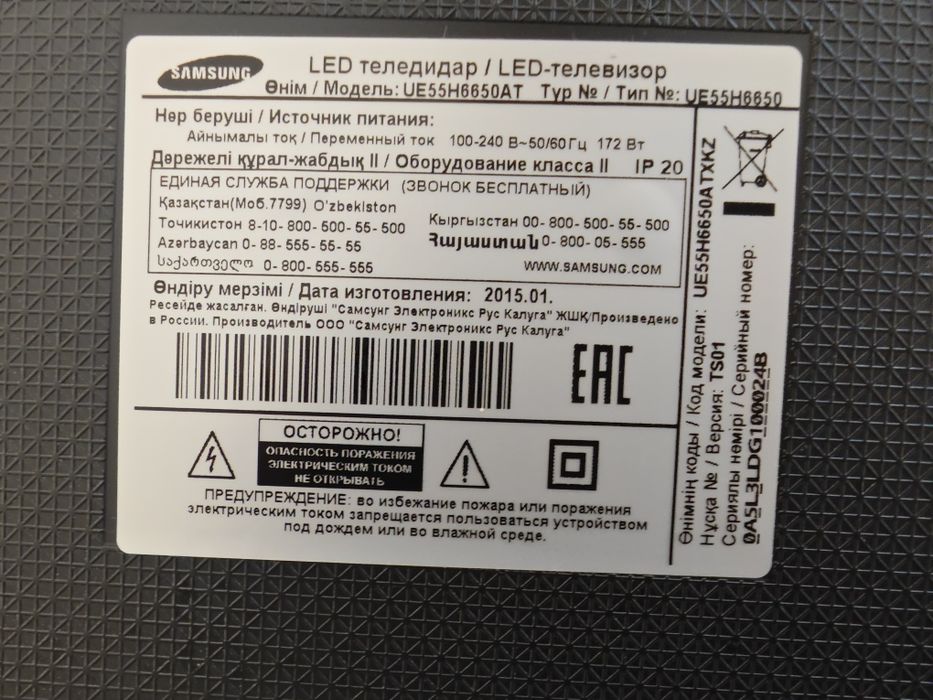 SAMSUNG
LED теледидар / LED-телевизор
Өнім / Модель: UE55H6650AT Түр № / Тип №: UE55H6650
Нәр беруші / Источник питания:
Айнымалы ток / Переменный ток 100-240 В~50/60Гц 172 Вт
Дәрежелі құрал-жабдық II / Оборудование класса II IP 20
ЕДИНАЯ СЛУЖБА ПОДДЕРЖКИ (ЗВОНОК БЕСПЛАТНЫЙ)
Қазақстан(Моб.7799) O'zbekiston
Точикистон 8-10-800-500-55-500
Кыргызстан 00-800-500-55-500
Azərbaycan 0-88-555-55-55
Հայաստան 0-800-05-555
საქართველო 0-800-555-555
WWW.SAMSUNG.COM
Өндіру мерзімі / Дата изготовления: 2015.01.
Ресейде жасалған. Өндіруші "Самсунг Электроникс Рус Калуга" ЖШҚ/Произведено
в России. Производитель ООО "Самсунг Электроникс Рус Калуга"
EAC
ОСТОРОЖНО!
ОПАСНОСТЬ ПОРАЖЕНИЯ
ЭЛЕКТРИЧЕСКИМ ТОКОМ
НЕ ОТКРЫВАТЬ
ПРЕДУПРЕЖДЕНИЕ: во избежание пожара или поражения
электрическим током запрещается пользоваться устройством
под дождем или во влажной среде.
Өнімнің коды / Код модели: UE55H6650ATXKZ
Нұсқа № / Версия: TS01
Сериялы нөмірі / Серийный номер:
0A5L3LDG100024B